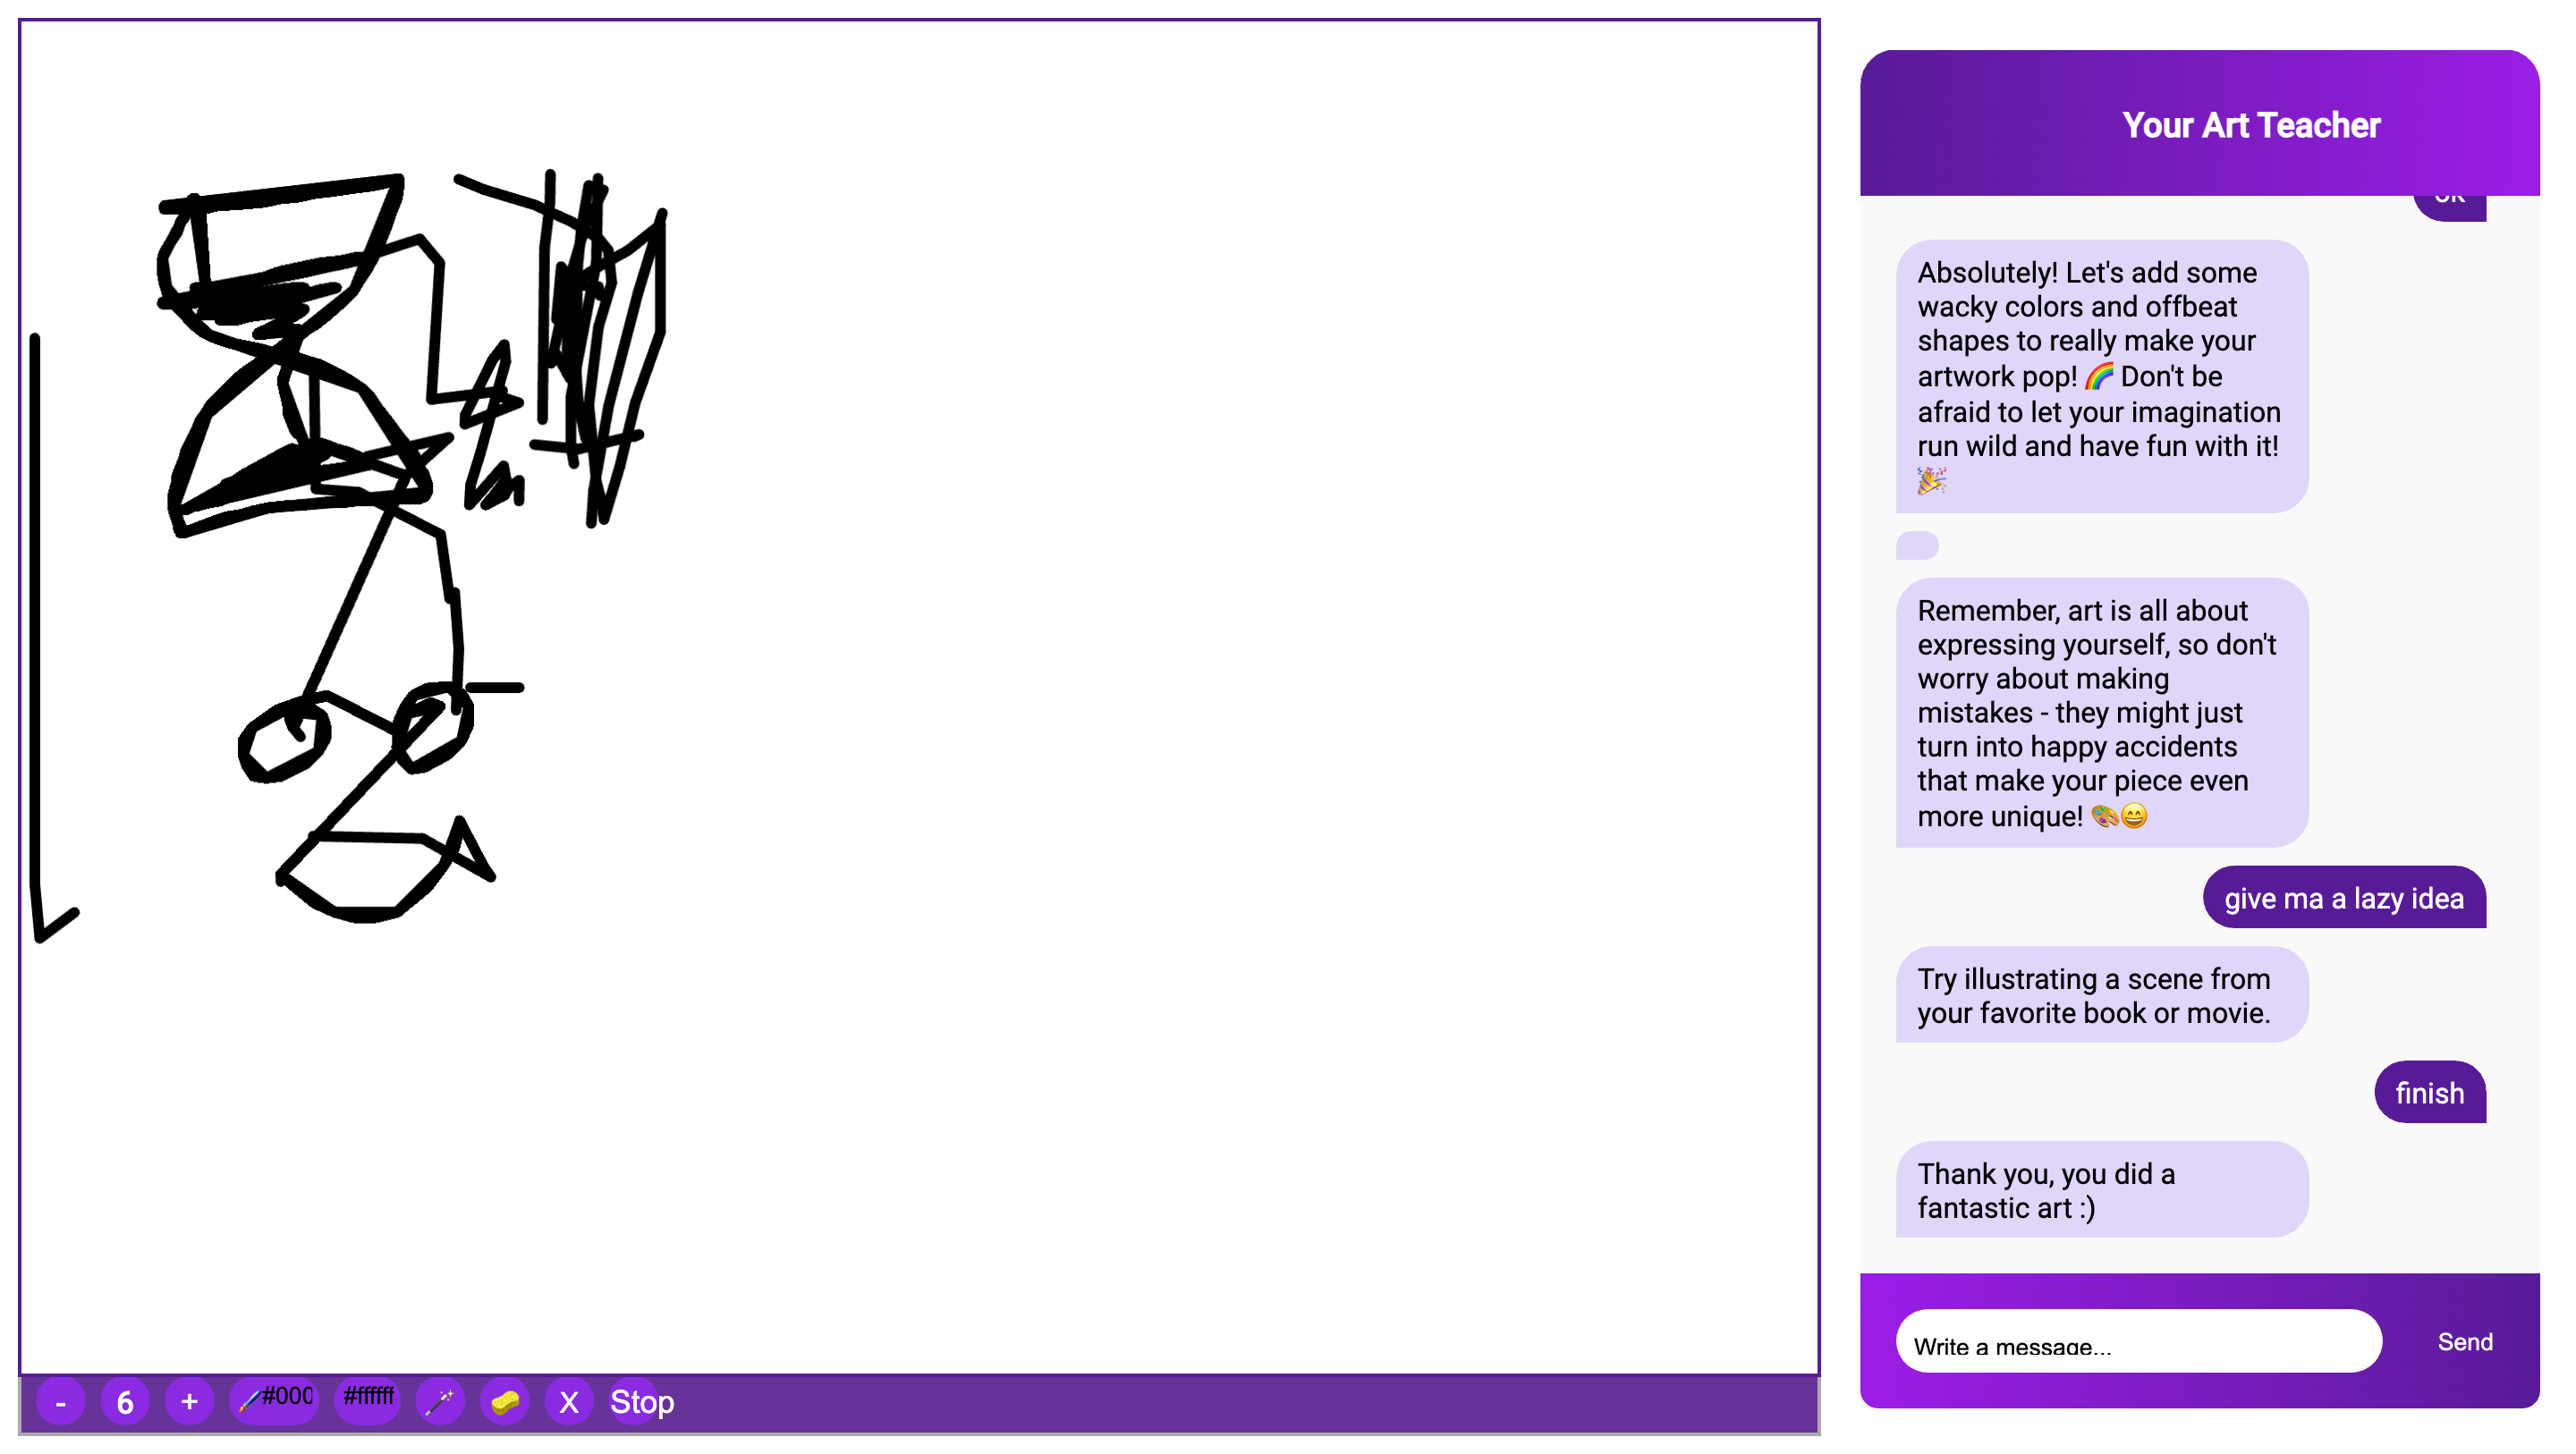 Your Art Teacher
ok
Absolutely! Let's add some
wacky colors and offbeat
shapes to really make your
artwork pop! 🌈 Don't be
afraid to let your imagination
run wild and have fun with it!
🎉
Remember, art is all about
expressing yourself, so don't
worry about making
mistakes - they might just
turn into happy accidents
that make your piece even
more unique! 🎨😄
give ma a lazy idea
Try illustrating a scene from
your favorite book or movie.
finish
Thank you, you did a
fantastic art :)
Write a message...
Send
- 6 + 🖌️#000 #ffffff 🪄 🧽 X Stop